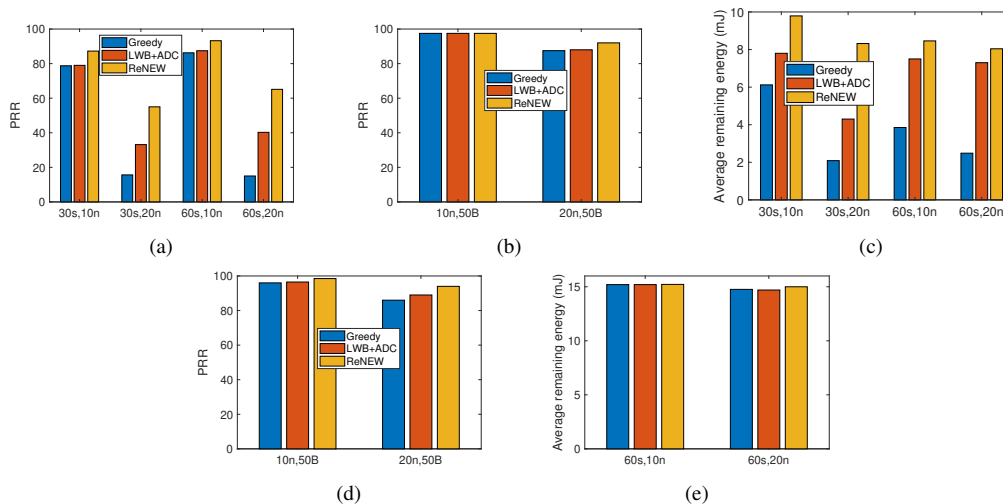 PRR
100
80
60
40
20
0
Greedy
LWB+ADC
ReNEW
30s,10n 30s,20n 60s,10n 60s,20n
(a)
PRR
100
80
60
40
20
0
Greedy
LWB+ADC
ReNEW
10n,50B 20n,50B
(b)
Average remaining energy (mJ)
10
8
6
4
2
0
Greedy
LWB+ADC
ReNEW
30s,10n 30s,20n 60s,10n 60s,20n
(c)
PRR
100
80
60
40
20
0
Greedy
LWB+ADC
ReNEW
10n,50B 20n,50B
(d)
Average remaining energy (mJ)
15
10
5
0
60s,10n 60s,20n
(e)